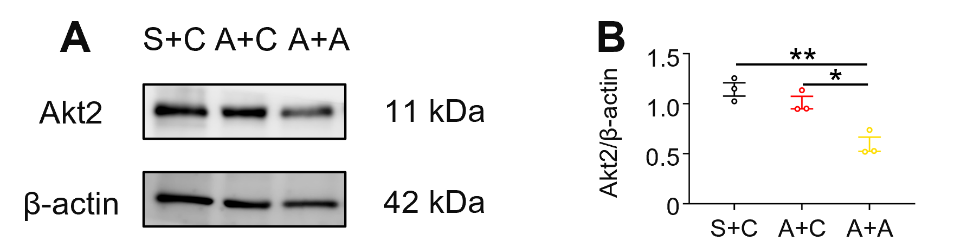 A
S+C A+C A+A
Akt2
11 kDa
β-actin
42 kDa
B
Akt2/β-actin
1.5
1.0
0.5
0
**
*
S+C A+C A+A